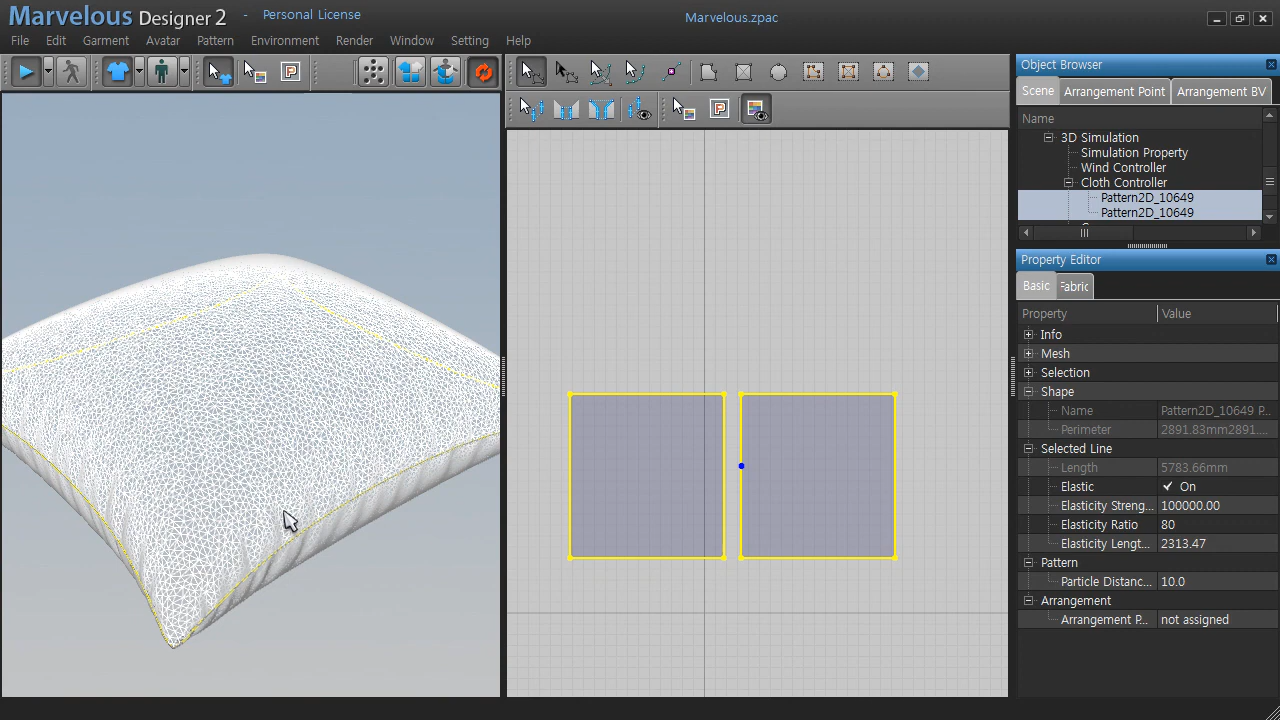 Marvelous Designer 2 - Personal License
Marvelous.zpac
File Edit Garment Avatar Pattern Environment Render Window Setting Help
Object Browser
Scene Arrangement Point Arrangement BV
Name
3D Simulation
Simulation Property
Wind Controller
Cloth Controller
Pattern2D_10649
Pattern2D_10649
Property Editor
Basic Fabric
Property Value
Info
Mesh
Selection
Shape
Name Pattern2D_10649 P...
Perimeter 2891.83mm2891....
Selected Line
Length 5783.66mm
Elastic On
Elasticity Streng... 100000.00
Elasticity Ratio 80
Elasticity Lengt... 2313.47
Pattern
Particle Distanc... 10.0
Arrangement
Arrangement P... not assigned